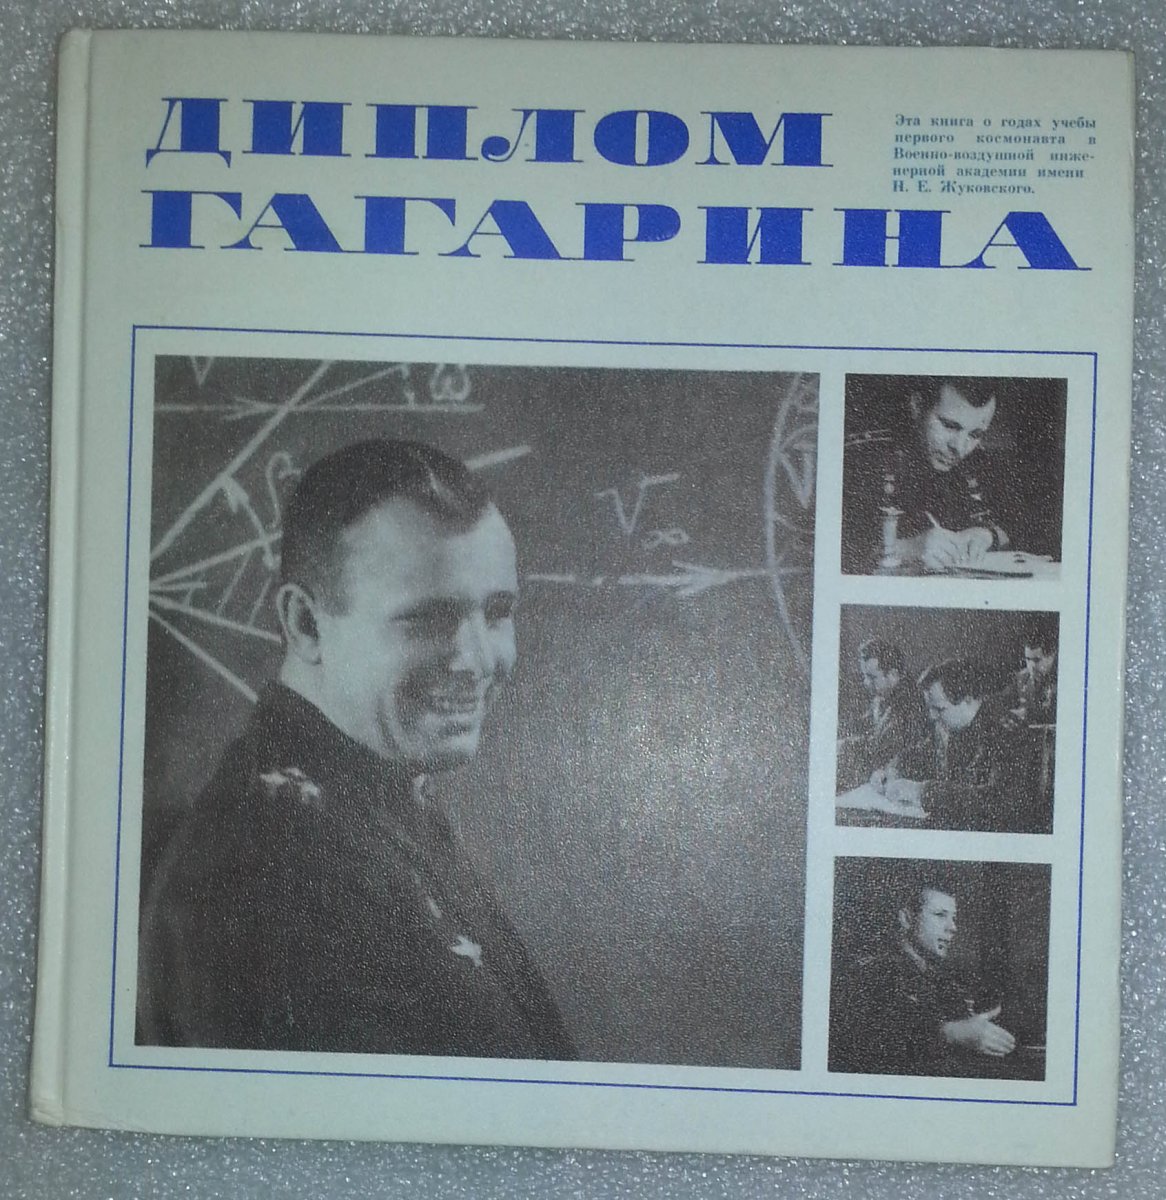 ДИПЛОМ
ГАГАРИНА
Эта книга о годах учебы
первого космонавта в
Военно-воздушной инже-
нерной академии имени
Н. Е. Жуковского.
ω
β
V∞